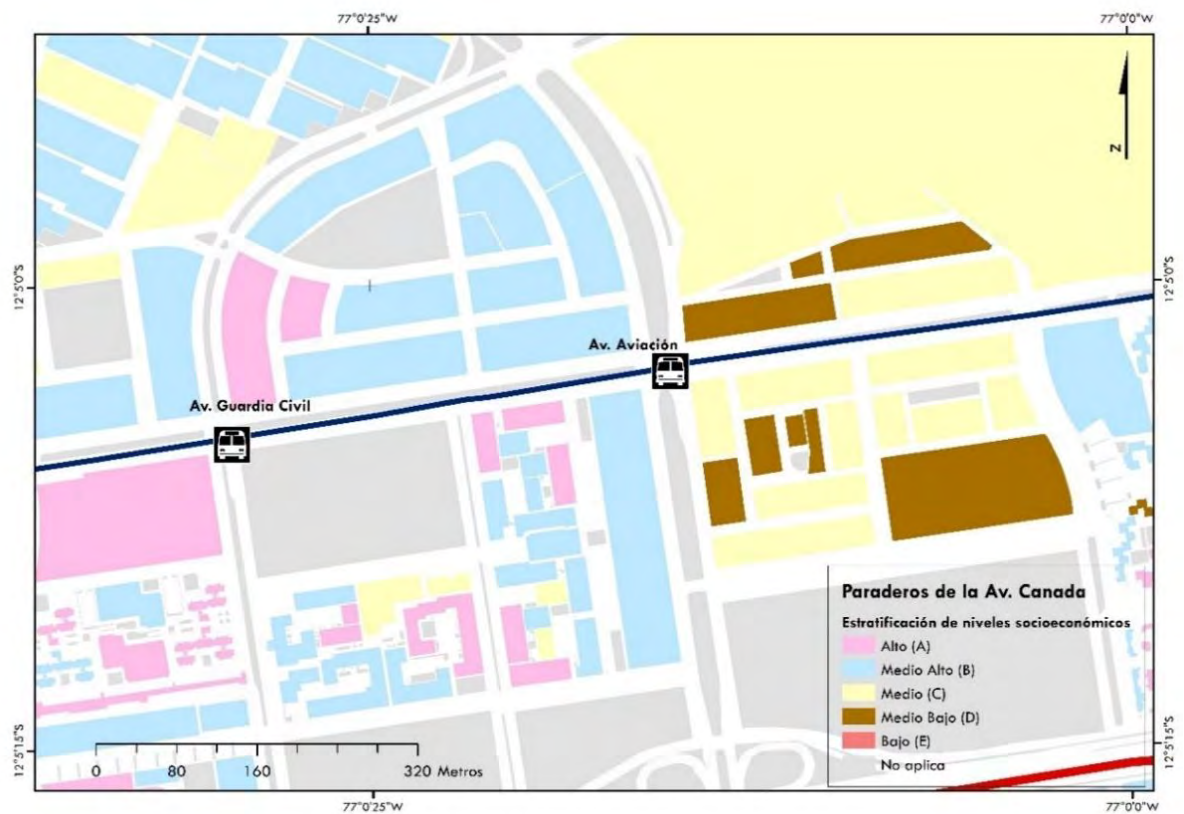 77°0'25"W
77°0'0"W
N
12°5'0"S
12°5'0"S
Av. Aviación
Av. Guardia Civil
Paraderos de la Av. Canada
Estratificación de niveles socioeconómicos
Alto (A)
Medio Alto (B)
Medio (C)
Medio Bajo (D)
Bajo (E)
No aplica
12°5'15"S
12°5'15"S
0 80 160 320 Metros
77°0'25"W
77°0'0"W